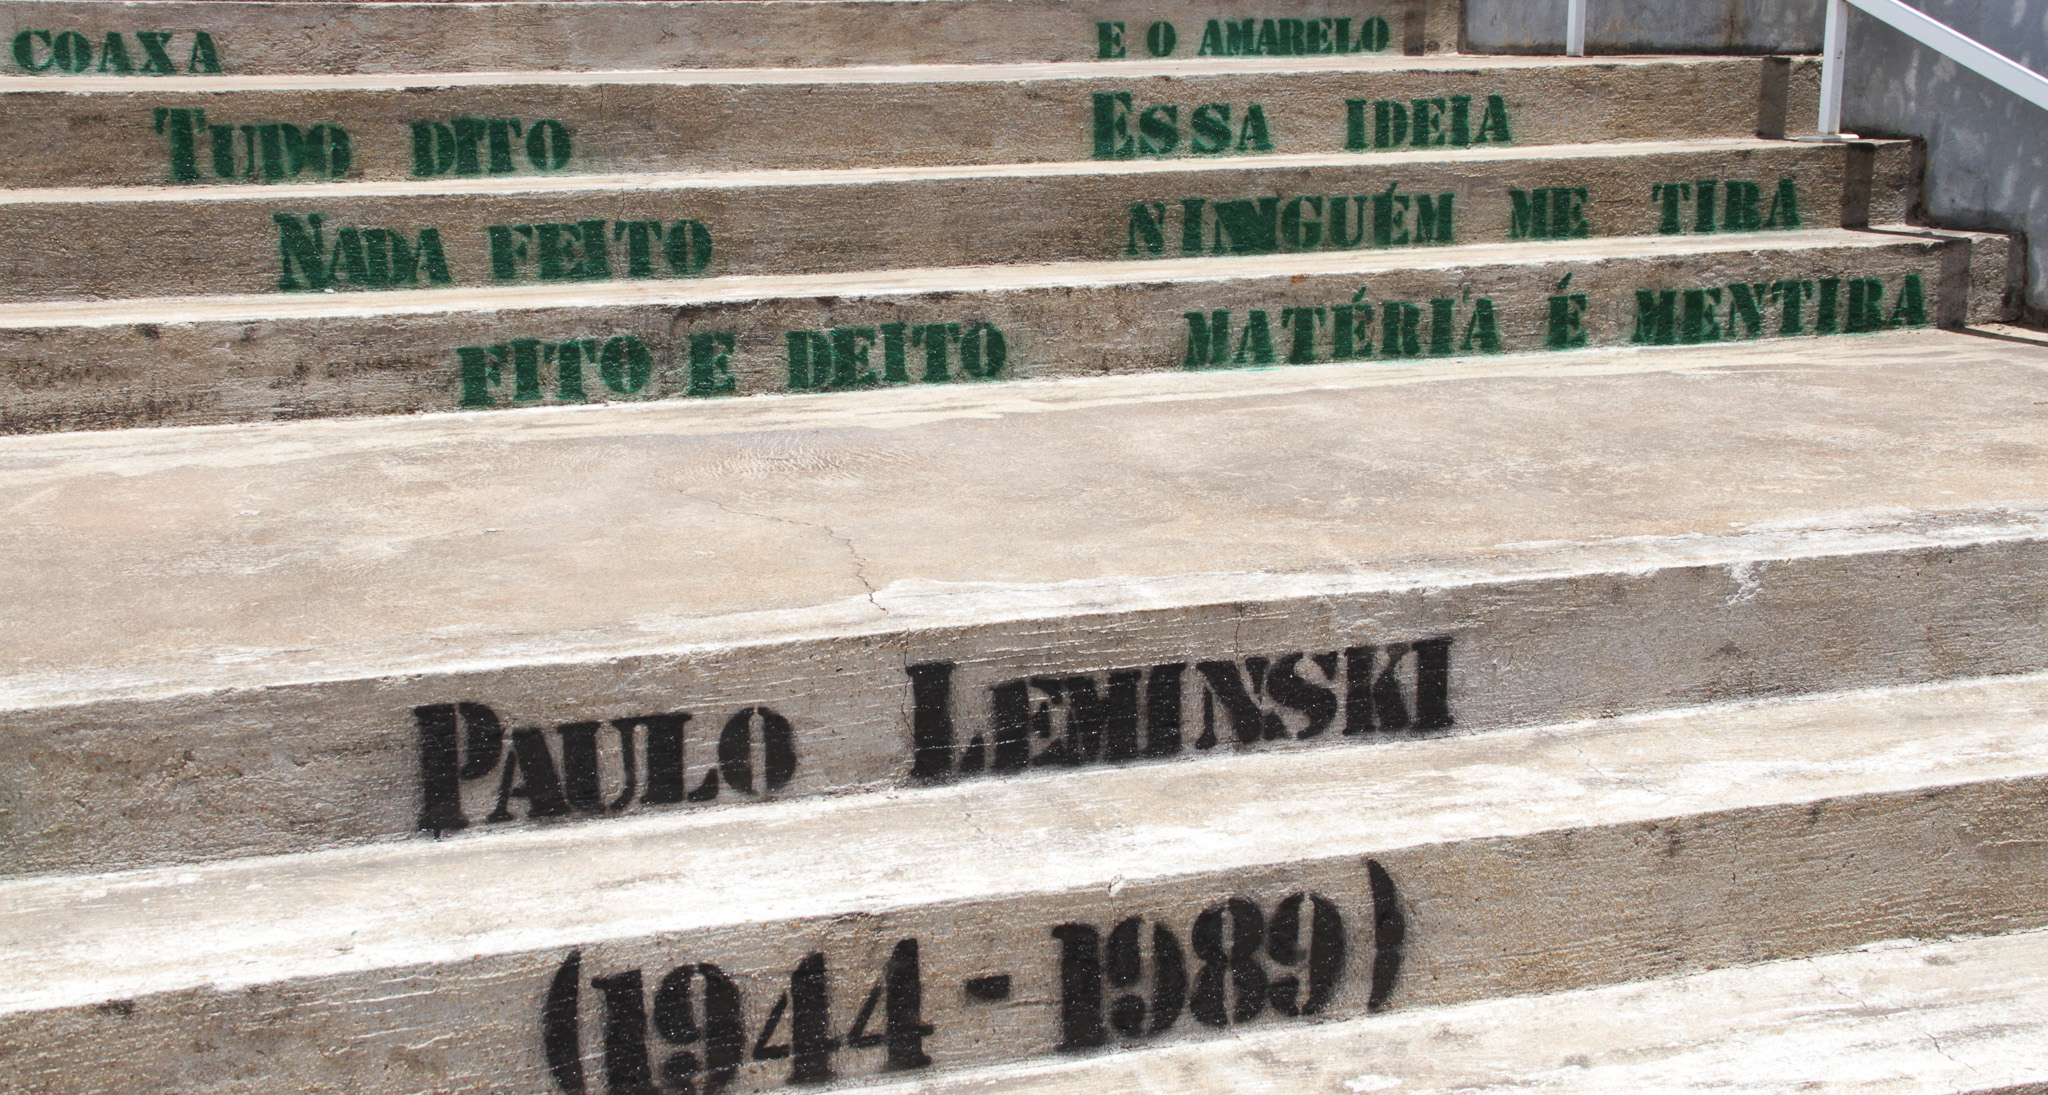 COAXA
TUDO DITO
NADA FEITO
FITO E DEITO
E O AMARELO
ESSA IDEIA
NINGUÉM ME TIRA
MATÉRIA É MENTIRA
PAULO LEMINSKI
(1944-1989)